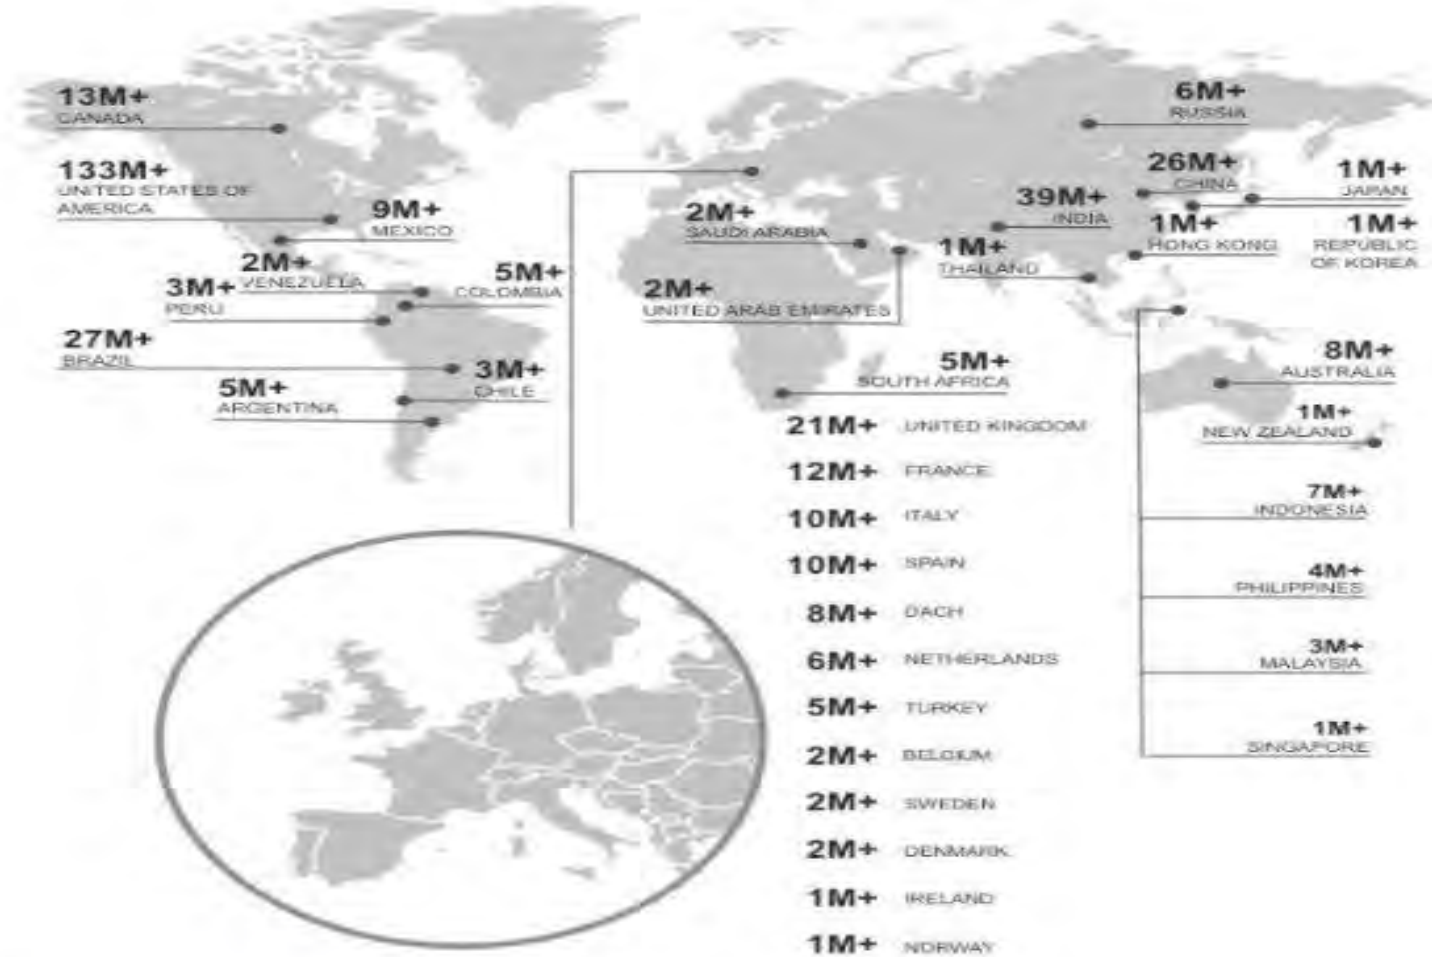 13M+
CANADA
133M+
UNITED STATES OF
AMERICA
9M+
MEXICO
2M+
VENEZUELA
5M+
COLOMBIA
3M+
PERU
27M+
BRAZIL
3M+
CHILE
5M+
ARGENTINA
6M+
RUSSIA
26M+
CHINA
1M+
JAPAN
39M+
INDIA
2M+
SAUDI ARABIA
1M+
THAILAND
1M+
HONG KONG
1M+
REPUBLIC
OF KOREA
2M+
UNITED ARAB EMIRATES
5M+
SOUTH AFRICA
8M+
AUSTRALIA
1M+
NEW ZEALAND
21M+ UNITED KINGDOM
12M+ FRANCE
10M+ ITALY
10M+ SPAIN
8M+ DACH
6M+ NETHERLANDS
5M+ TURKEY
2M+ BELGIUM
2M+ SWEDEN
2M+ DENMARK
1M+ IRELAND
1M+ NORWAY
7M+
INDONESIA
4M+
PHILIPPINES
3M+
MALAYSIA
1M+
SINGAPORE